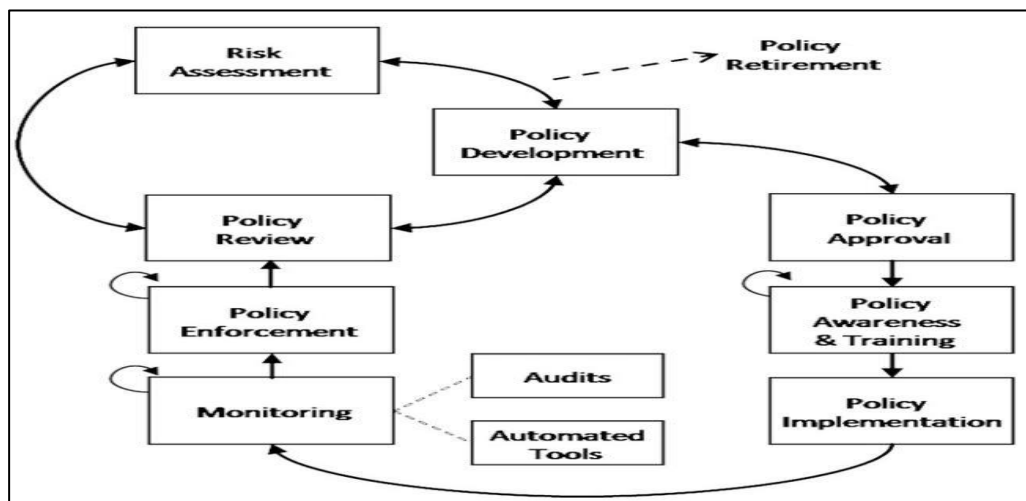 Risk
Assessment
Policy
Retirement
Policy
Development
Policy
Review
Policy
Approval
Policy
Enforcement
Policy
Awareness
& Training
Monitoring
Audits
Automated
Tools
Policy
Implementation